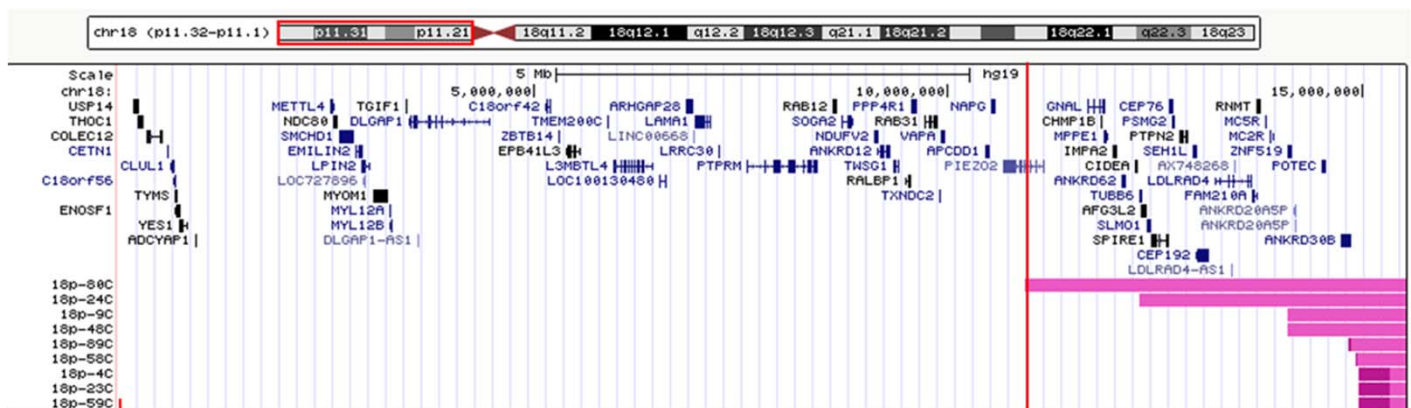 chr18 (p11.32-p11.1) p11.31 p11.21 18q11.2 18q12.1 q12.2 18q12.3 q21.1 18q21.2 18q22.1 q22.3 18q23
Scale 5 Mb hg19
chr18: 5,000,000 10,000,000 15,000,000
USP14 METTL4 TGIF1 C18orf42 ARHGAP28 RAB12 PPP4R1 NAPG GNAL CEP76 RNMT
THOC1 NDC80 DLGAP1 TMEM200C LAMA1 SOGA2 RAB31 CHMP1B PSMG2 MC5R
COLEC12 SMCHD1 ZBTB14 LINC00668 NDUFV2 VAPA MPPE1 PTPN2 MC2R
CETN1 EMILIN2 EPB41L3 LRRC30 ANKRD12 APCDD1 IMPA2 SEH1L ZNF519
CLUL1 LPIN2 L3MBTL4 PTPRM TWSG1 PIEZO2 CIDEA AX748268 POTEC
C18orf56 LOC727896 LOC100130480 RALBP1 ANKRD62 LDLRAD4
TYMS MYOM1 TXNDC2 TUBB6 FAM210A
ENOSF1 MYL12A AFG3L2 ANKRD20A5P
YES1 MYL12B SLMO1 ANKRD20A5P
ADCYAP1 DLGAP1-AS1 SPIRE1 ANKRD30B
CEP192
LDLRAD4-AS1
18p-80C
18p-24C
18p-9C
18p-48C
18p-89C
18p-58C
18p-4C
18p-23C
18p-59C